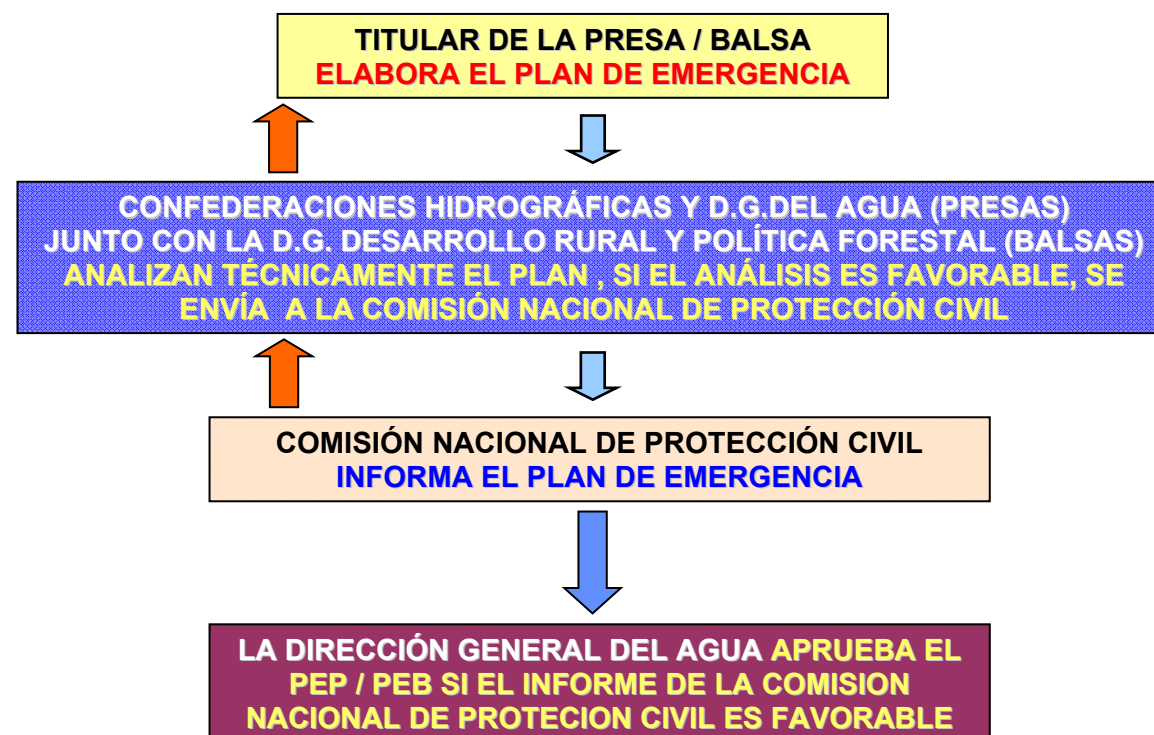 TITULAR DE LA PRESA / BALSA
ELABORA EL PLAN DE EMERGENCIA
CONFEDERACIONES HIDROGRÁFICAS Y D.G.DEL AGUA (PRESAS)
JUNTO CON LA D.G. DESARROLLO RURAL Y POLÍTICA FORESTAL (BALSAS)
ANALIZAN TÉCNICAMENTE EL PLAN , SI EL ANÁLISIS ES FAVORABLE, SE
ENVÍA A LA COMISIÓN NACIONAL DE PROTECCIÓN CIVIL
COMISIÓN NACIONAL DE PROTECCIÓN CIVIL
INFORMA EL PLAN DE EMERGENCIA
LA DIRECCIÓN GENERAL DEL AGUA APRUEBA EL
PEP / PEB SI EL INFORME DE LA COMISION
NACIONAL DE PROTECION CIVIL ES FAVORABLE